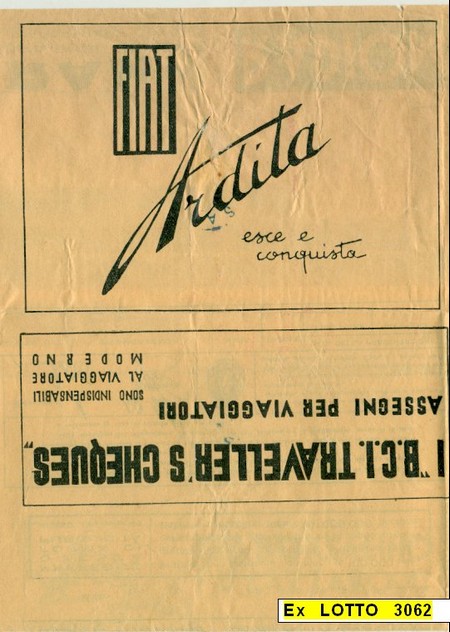 FIAT
Ardita
esce e
conquista
I "B.C.I. TRAVELLER'S CHEQUES"
ASSEGNI PER VIAGGIATORI
SONO INDISPENSABILI
AL VIAGGIATORE
MODERNO
Ex LOTTO 3062